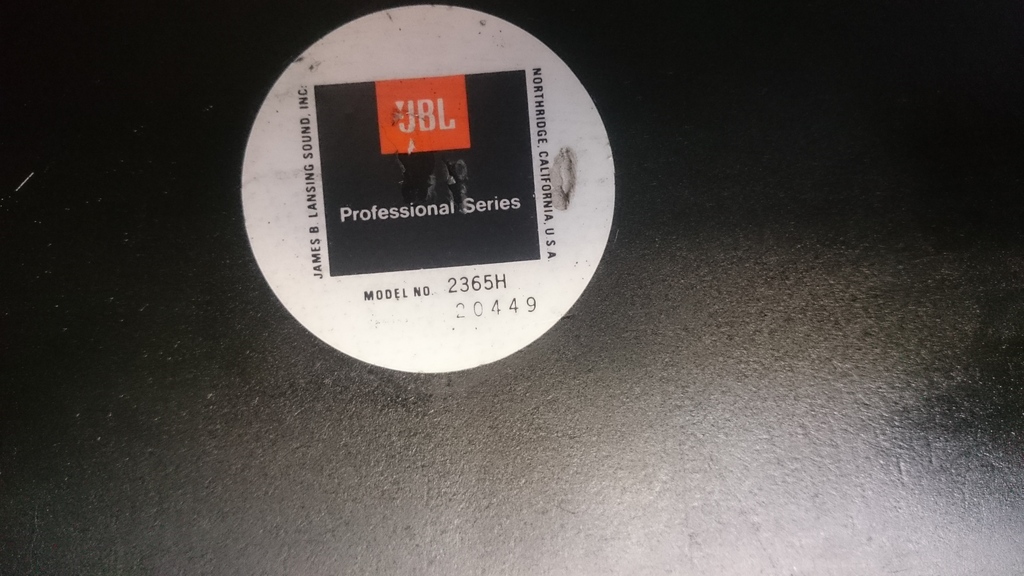 JBL
Professional Series
JAMES B. LANSING SOUND, INC.
NORTHRIDGE, CALIFORNIA, U S A
MODEL NO. 2365H
20449